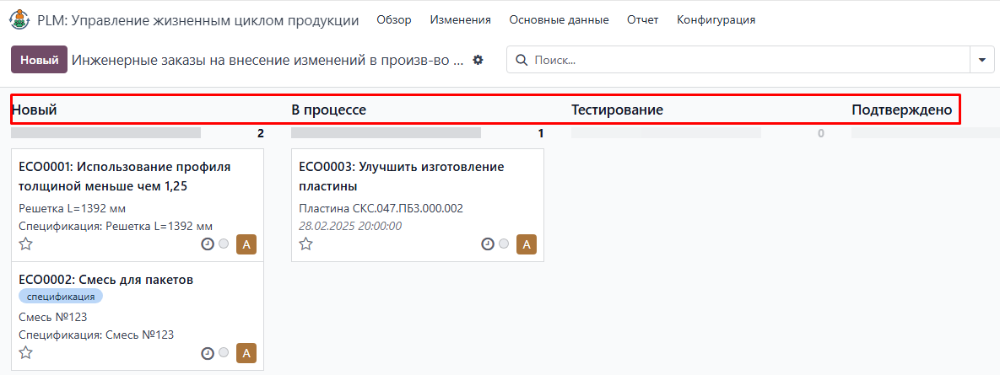 PLM: Управление жизненным циклом продукции Обзор Изменения Основные данные Отчет Конфигурация
Новый Инженерные заказы на внесение изменений в произв-во ... Поиск...
Новый В процессе Тестирование Подтверждено
2 1 0
ECO0001: Использование профиля
толщиной меньше чем 1,25
Решетка L=1392 мм
Спецификация: Решетка L=1392 мм
A
ECO0002: Смесь для пакетов
спецификация
Смесь №123
Спецификация: Смесь №123
A
ECO0003: Улучшить изготовление
пластины
Пластина СКС.047.ПБ3.000.002
28.02.2025 20:00:00
A